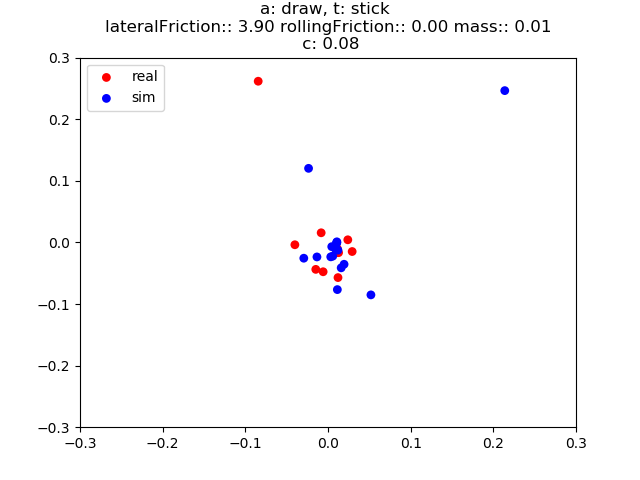 a: draw, t: stick
lateralFriction:: 3.90 rollingFriction:: 0.00 mass:: 0.01
c: 0.08
real
sim
0.3
0.2
0.1
0.0
−0.1
−0.2
−0.3
−0.3 −0.2 −0.1 0.0 0.1 0.2 0.3